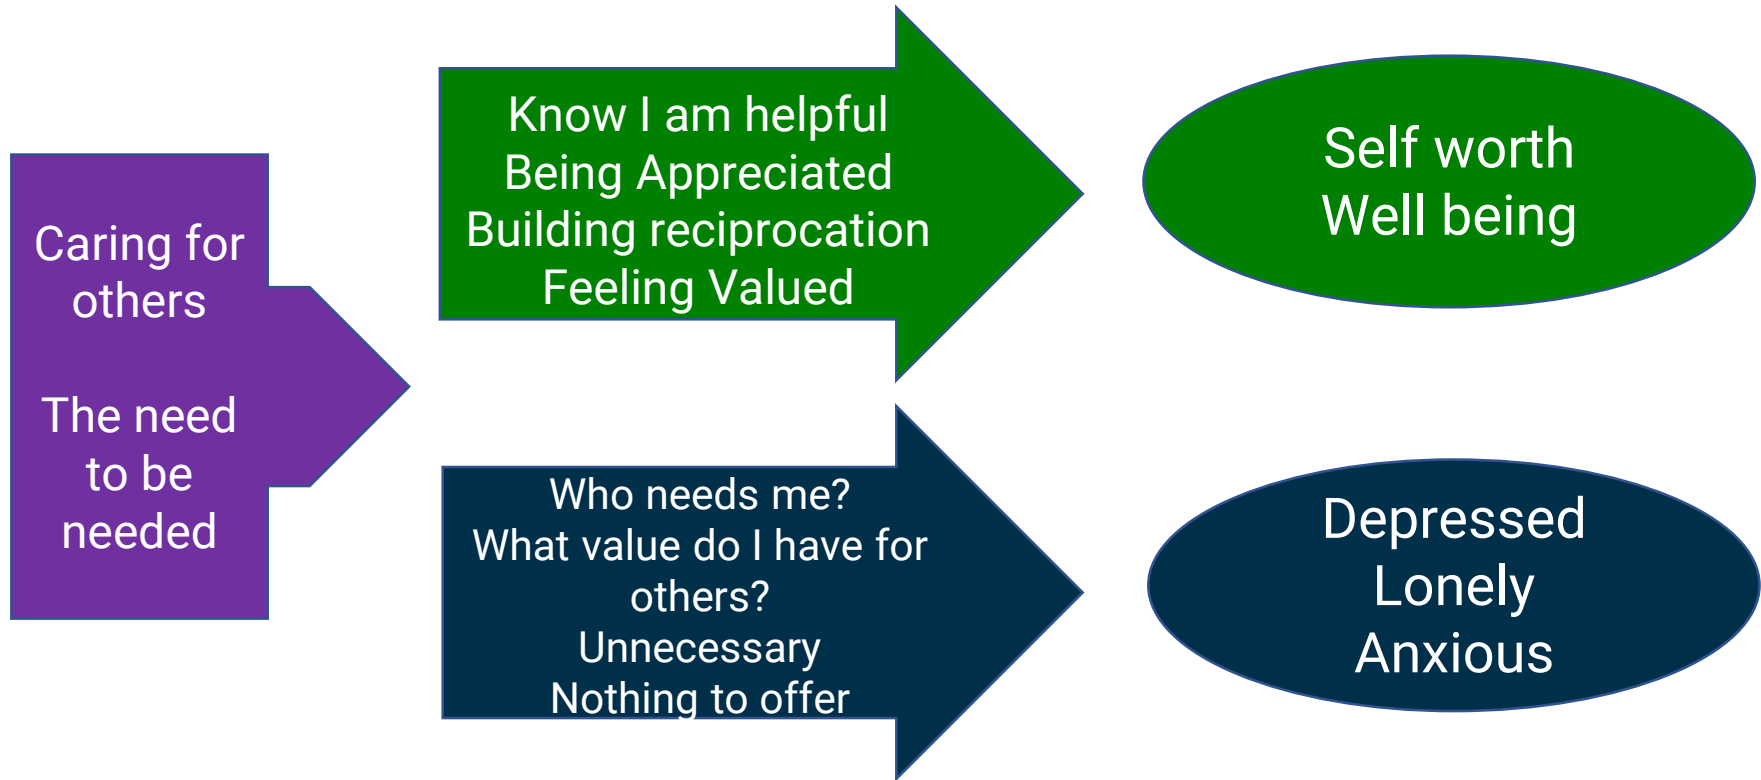 Caring for
others
The need
to be
needed
Know I am helpful
Being Appreciated
Building reciprocation
Feeling Valued
Self worth
Well being
Who needs me?
What value do I have for
others?
Unnecessary
Nothing to offer
Depressed
Lonely
Anxious